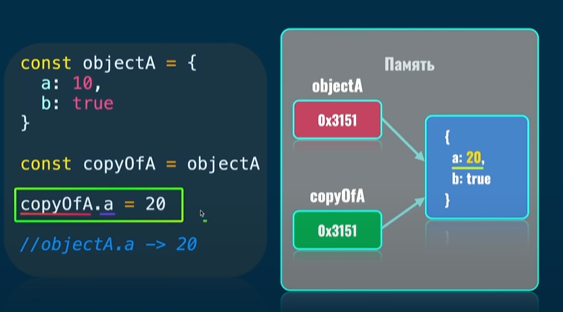 const objectA = {
a: 10,
b: true
}
const copyOfA = objectA
copyOfA.a = 20
//objectA.a -> 20
Память
objectA
0x3151
copyOfA
0x3151
{
a: 20,
b: true
}